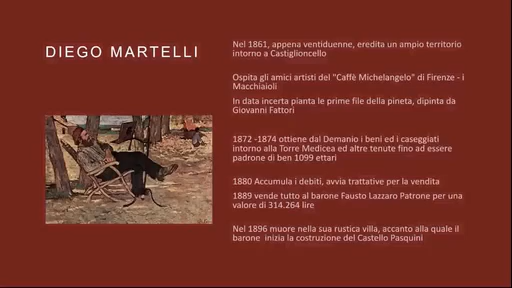 DIEGO MARTELLI
Nel 1861, appena ventiduenne, eredita un ampio territorio
intorno a Castiglioncello
Ospita gli amici artisti del "Caffè Michelangelo" di Firenze - i
Macchiaioli
In data incerta pianta le prime file della pineta, dipinta da
Giovanni Fattori
1872 -1874 ottiene dal Demanio i beni ed i caseggiati
intorno alla Torre Medicea ed altre tenute fino ad essere
padrone di ben 1099 ettari
1880 Accumula i debiti, avvia trattative per la vendita
1889 vende tutto al barone Fausto Lazzaro Patrone per una
valore di 314.264 lire
Nel 1896 muore nella sua rustica villa, accanto alla quale il
barone inizia la costruzione del Castello Pasquini